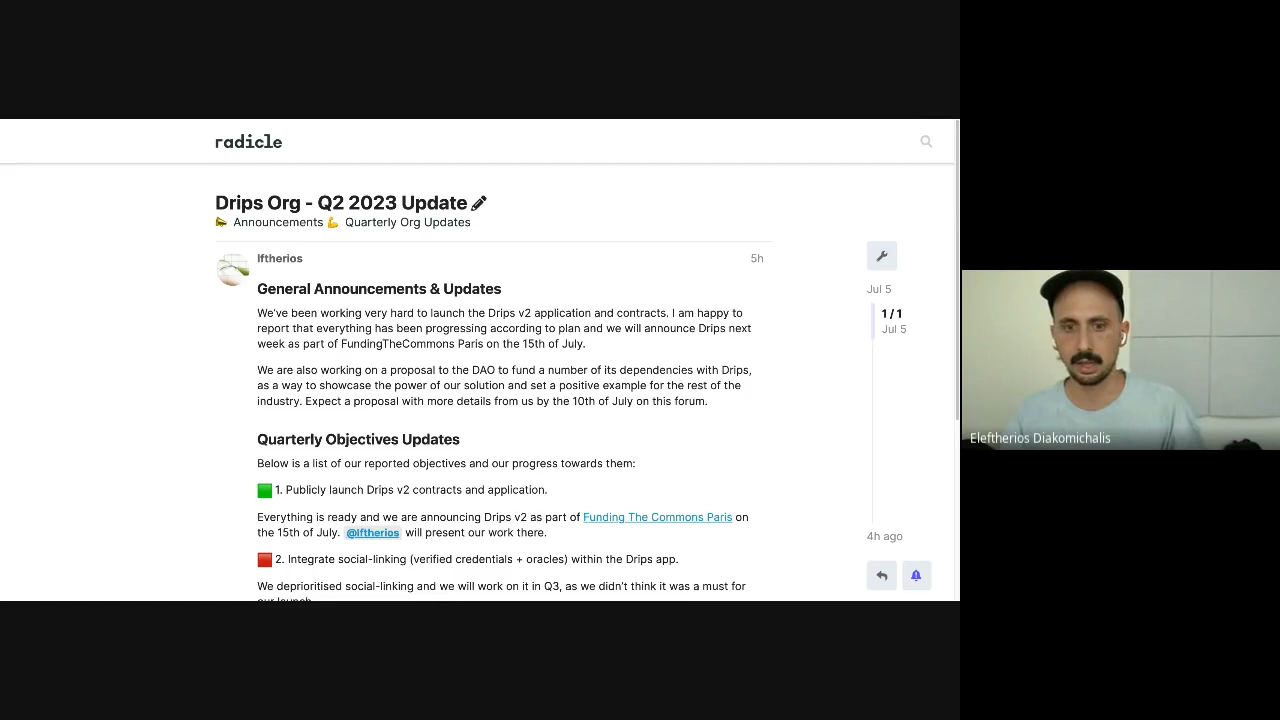 radicle
Drips Org - Q2 2023 Update
Announcements Quarterly Org Updates
lftherios 5h
General Announcements & Updates
We've been working very hard to launch the Drips v2 application and contracts. I am happy to
report that everything has been progressing according to plan and we will announce Drips next
week as part of FundingTheCommons Paris on the 15th of July.
We are also working on a proposal to the DAO to fund a number of its dependencies with Drips,
as a way to showcase the power of our solution and set a positive example for the rest of the
industry. Expect a proposal with more details from us by the 10th of July on this forum.
Quarterly Objectives Updates
Below is a list of our reported objectives and our progress towards them:
1. Publicly launch Drips v2 contracts and application.
Everything is ready and we are announcing Drips v2 as part of Funding The Commons Paris on
the 15th of July. @lftherios will present our work there.
2. Integrate social-linking (verified credentials + oracles) within the Drips app.
We deprioritised social-linking and we will work on it in Q3, as we didn't think it was a must for
our launch.
Jul 5
1 / 1
Jul 5
4h ago
Eleftherios Diakomichalis